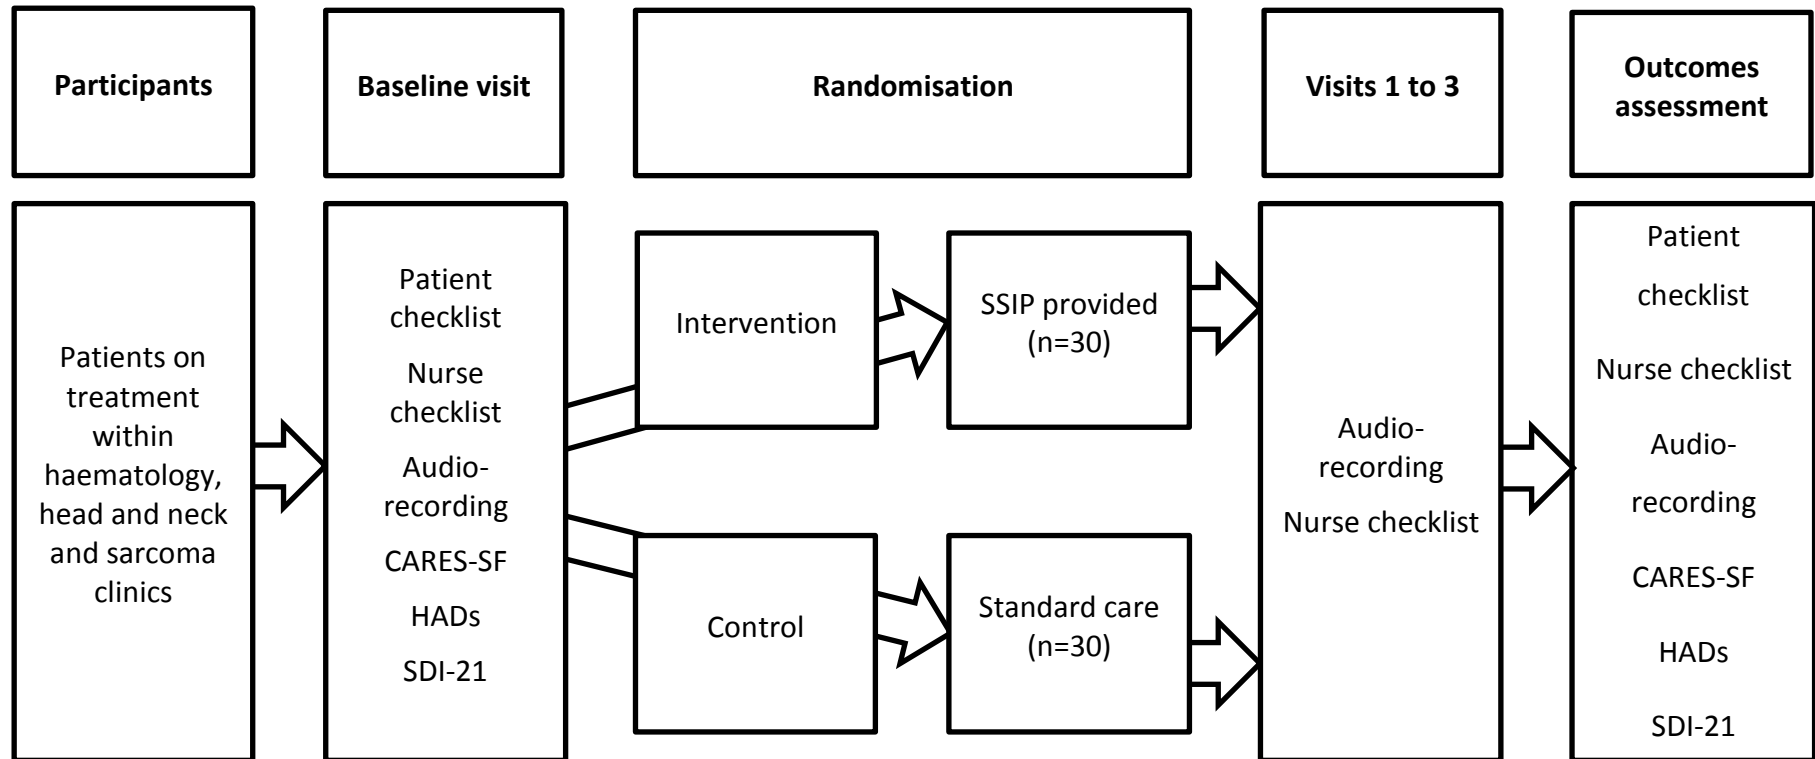 Participants
Baseline visit
Randomisation
Visits 1 to 3
Outcomes
assessment
Patients on
treatment
within
haematology,
head and neck
and sarcoma
clinics
Patient
checklist
Nurse
checklist
Audio-
recording
CARES-SF
HADs
SDI-21
Intervention
SSIP provided
(n=30)
Control
Standard care
(n=30)
Audio-
recording
Nurse checklist
Patient
checklist
Nurse checklist
Audio-
recording
CARES-SF
HADs
SDI-21